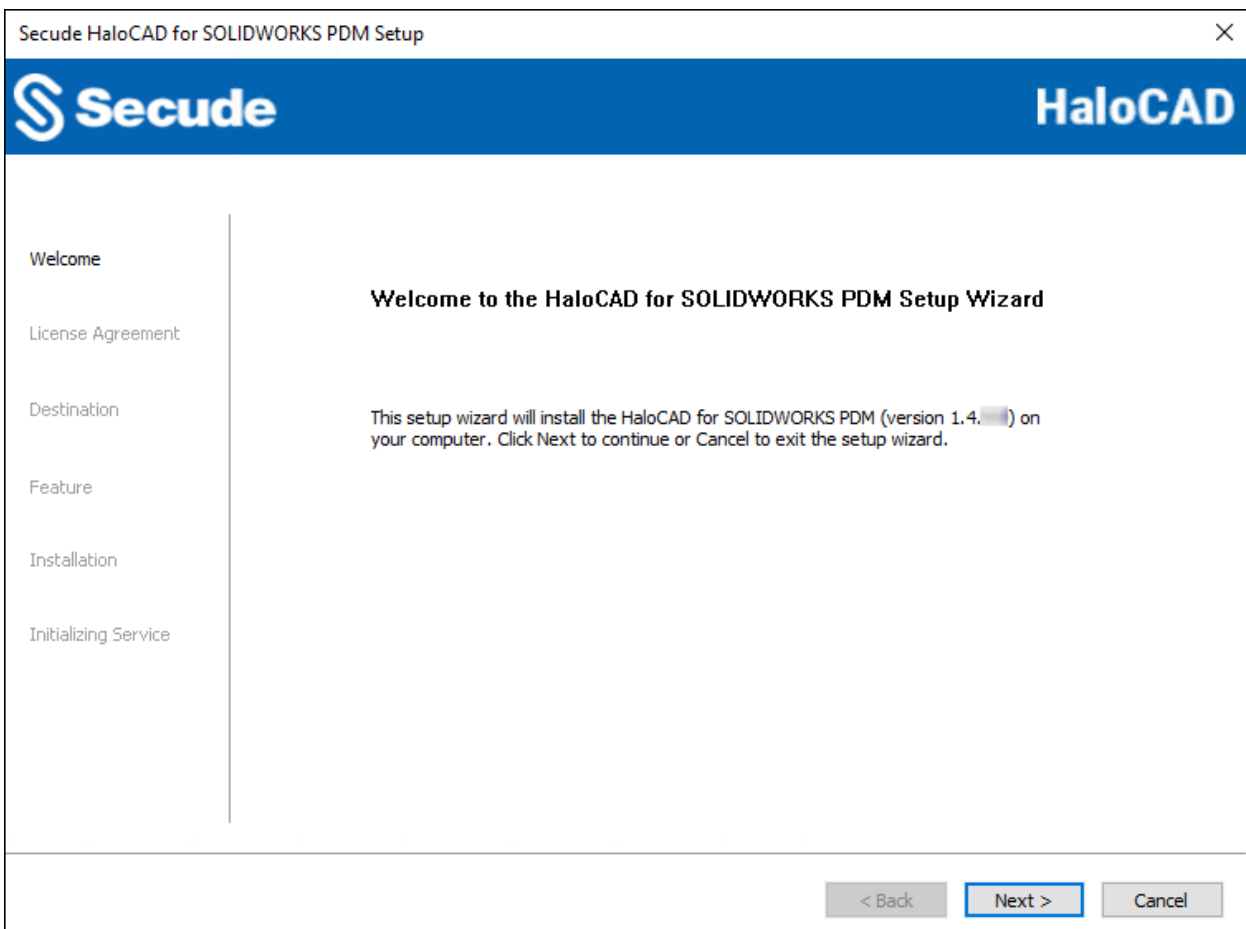 Secude HaloCAD for SOLIDWORKS PDM Setup
Secude
HaloCAD
Welcome
License Agreement
Destination
Feature
Installation
Initializing Service
Welcome to the HaloCAD for SOLIDWORKS PDM Setup Wizard
This setup wizard will install the HaloCAD for SOLIDWORKS PDM (version 1.4. ) on
your computer. Click Next to continue or Cancel to exit the setup wizard.
< Back
Next >
Cancel